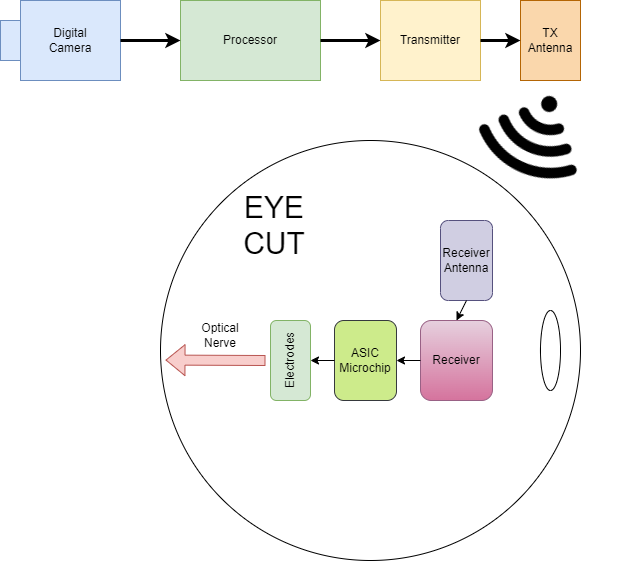 Digital
Camera
Processor
Transmitter
TX
Antenna
EYE
CUT
Receiver
Antenna
Optical
Nerve
Electrodes
ASIC
Microchip
Receiver